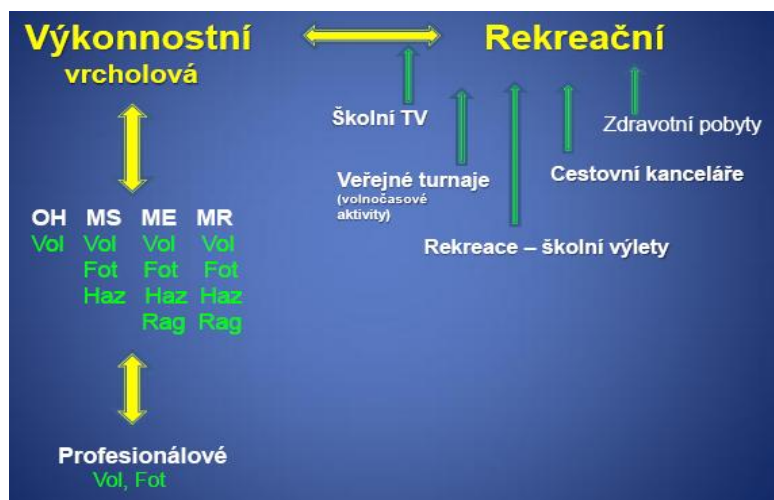 Výkonnostní
vrcholová
Rekreační
Školní TV
Zdravotní pobyty
Veřejné turnaje
(volnočasové
aktivity)
Cestovní kanceláře
Rekreace – školní výlety
OH MS ME MR
Vol Vol Vol Vol
Fot Fot Fot
Haz Haz Haz
Rag Rag
Profesionálové
Vol, Fot